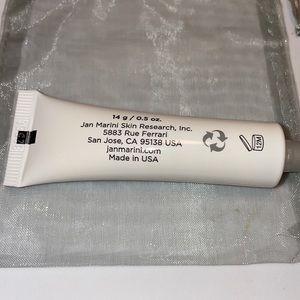 14 g / 0.5 oz.
Jan Marini Skin Research, Inc.
5883 Rue Ferrari
San Jose, CA 95138 USA
janmarini.com
Made in USA
12M